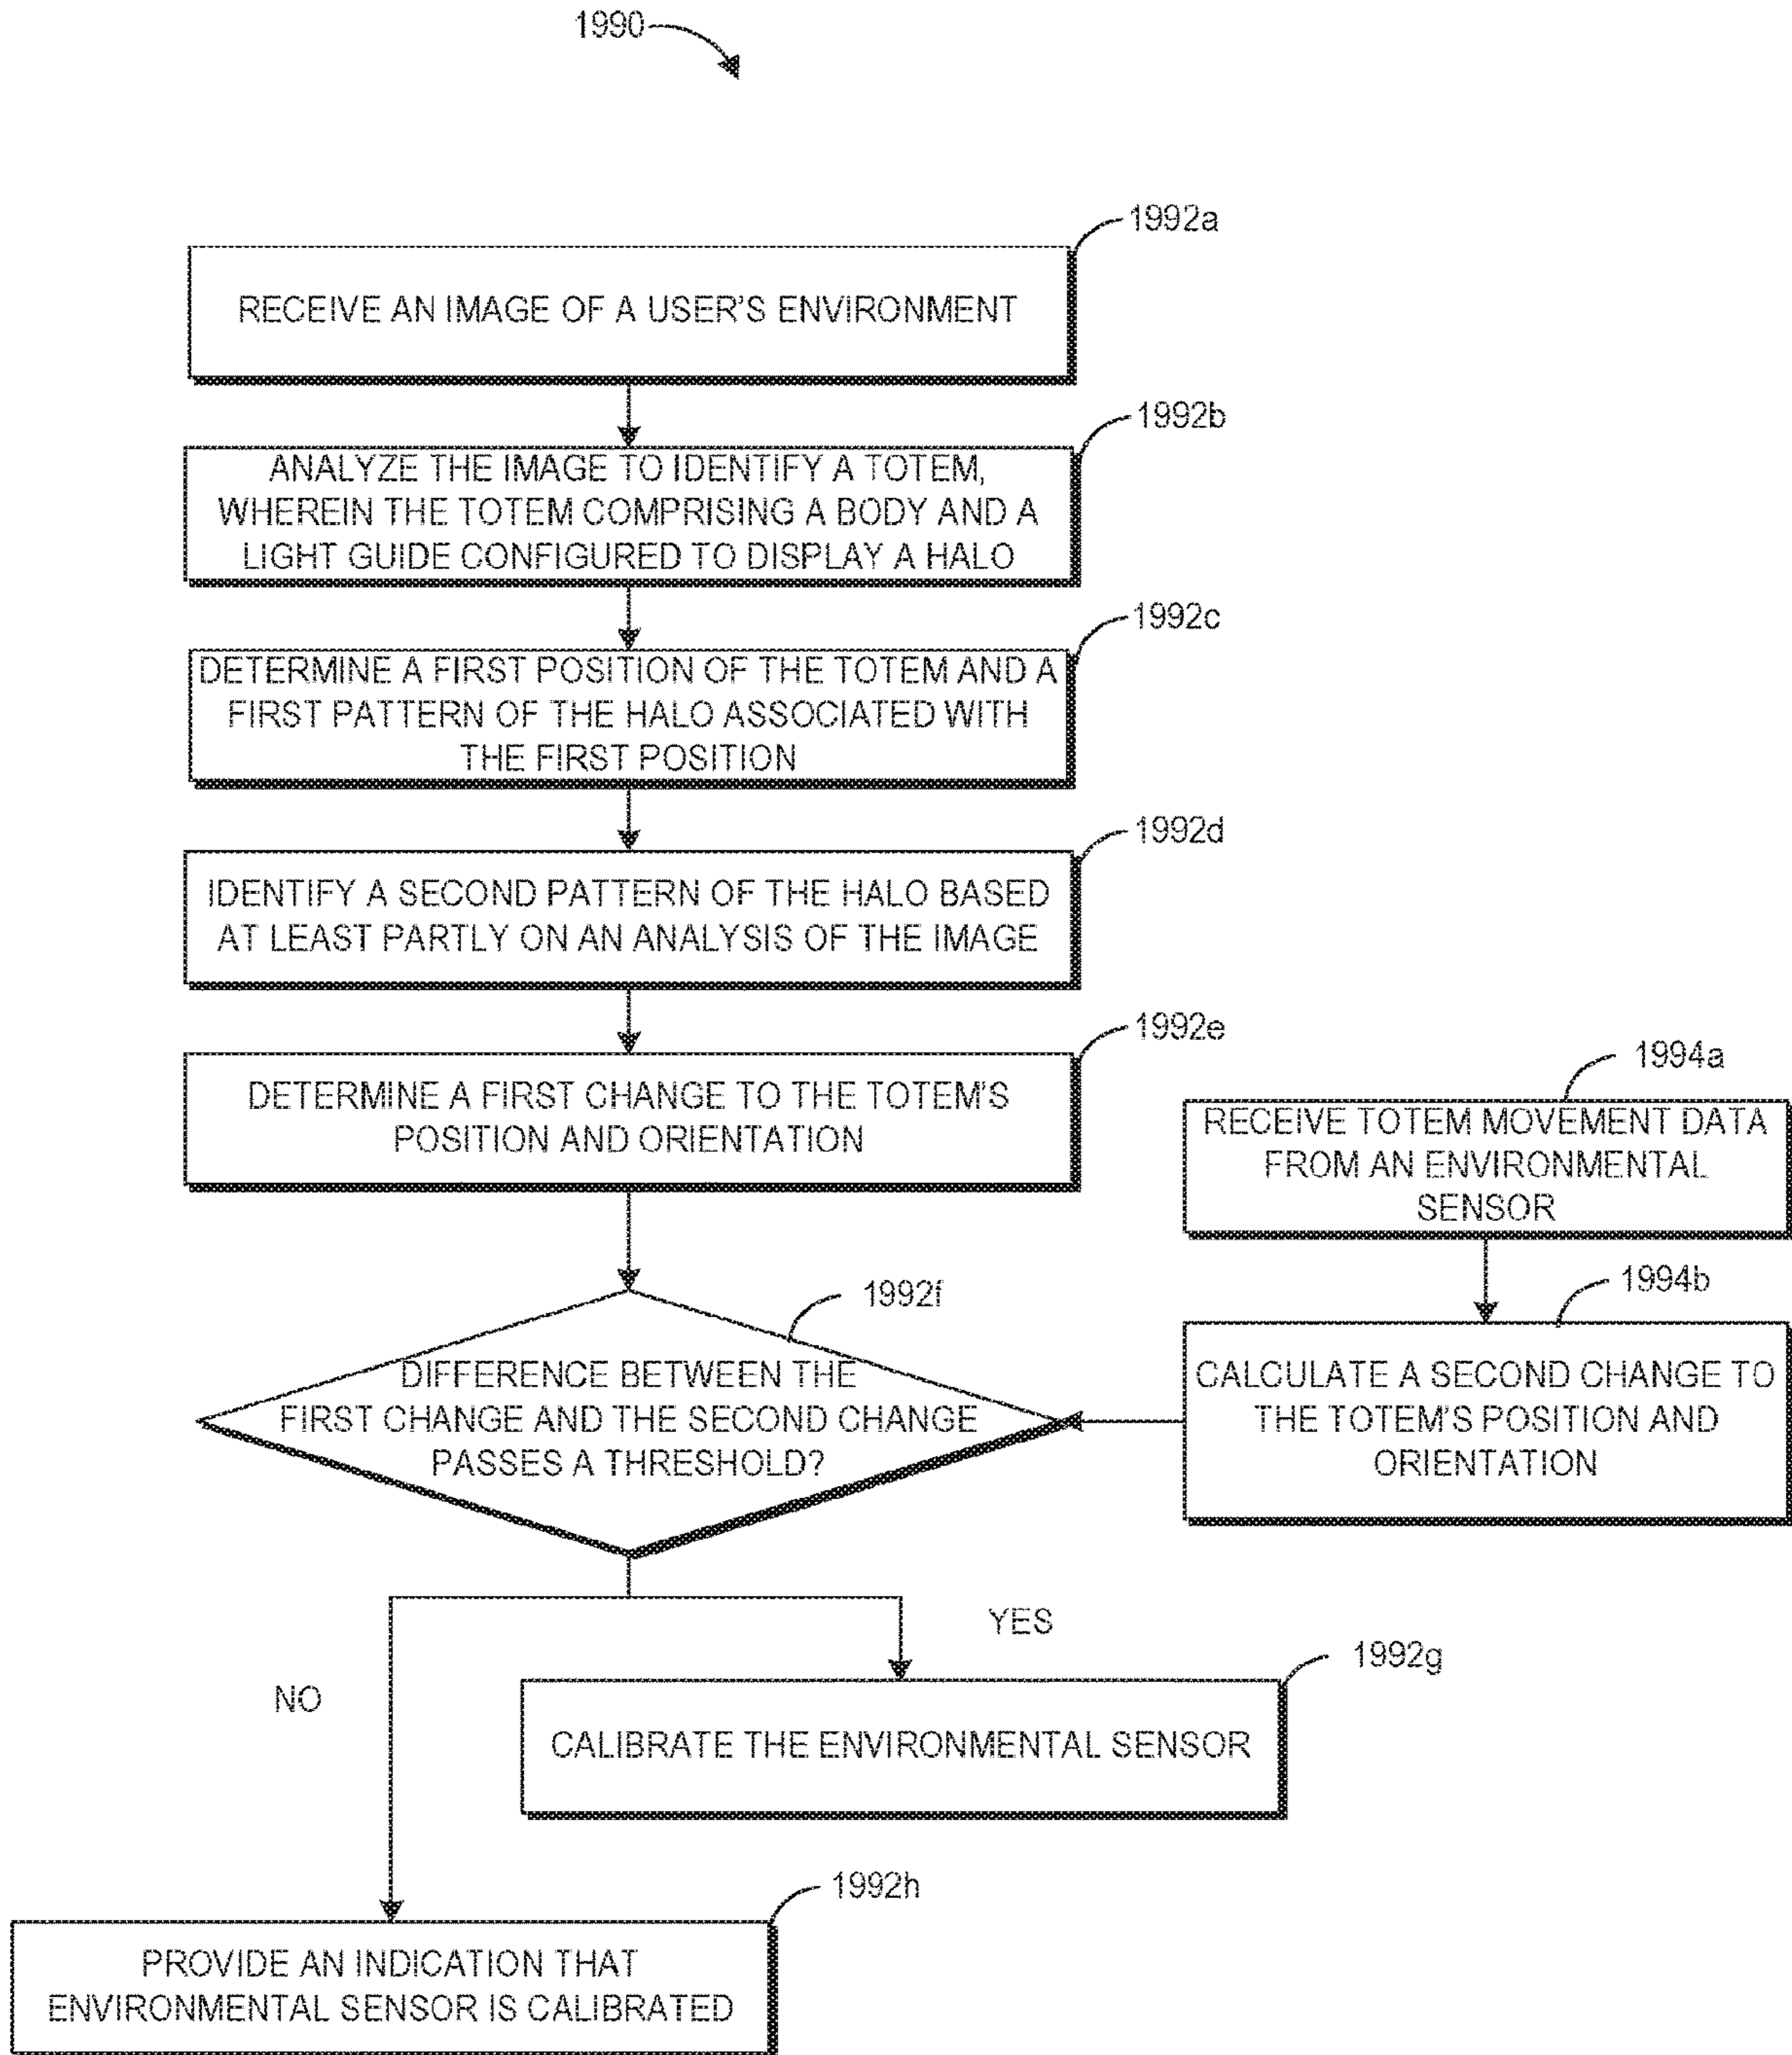 1990
1992a
RECEIVE AN IMAGE OF A USER'S ENVIRONMENT
1992b
ANALYZE THE IMAGE TO IDENTIFY A TOTEM,
WHEREIN THE TOTEM COMPRISING A BODY AND A
LIGHT GUIDE CONFIGURED TO DISPLAY A HALO
1992c
DETERMINE A FIRST POSITION OF THE TOTEM AND A
FIRST PATTERN OF THE HALO ASSOCIATED WITH
THE FIRST POSITION
1992d
IDENTIFY A SECOND PATTERN OF THE HALO BASED
AT LEAST PARTLY ON AN ANALYSIS OF THE IMAGE
1992e
DETERMINE A FIRST CHANGE TO THE TOTEM'S
POSITION AND ORIENTATION
1994a
RECEIVE TOTEM MOVEMENT DATA
FROM AN ENVIRONMENTAL
SENSOR
1994b
CALCULATE A SECOND CHANGE TO
THE TOTEM'S POSITION AND
ORIENTATION
1992f
DIFFERENCE BETWEEN THE
FIRST CHANGE AND THE SECOND CHANGE
PASSES A THRESHOLD?
YES
NO
1992g
CALIBRATE THE ENVIRONMENTAL SENSOR
1992h
PROVIDE AN INDICATION THAT
ENVIRONMENTAL SENSOR IS CALIBRATED